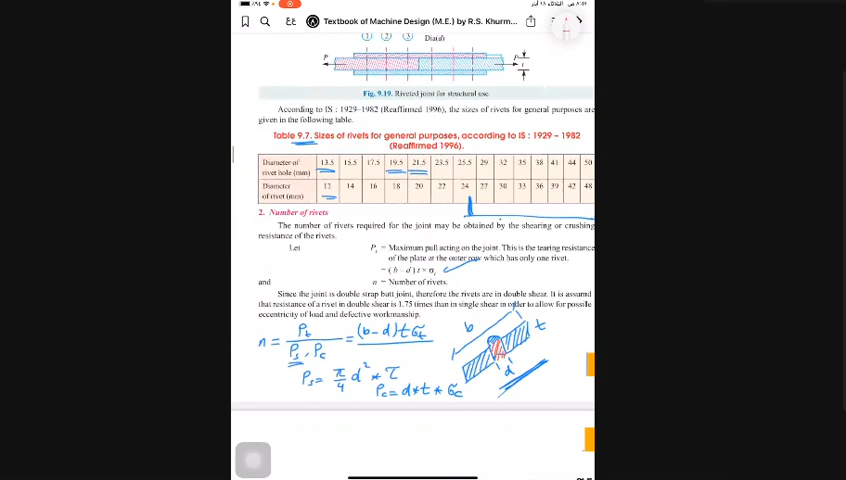 Textbook of Machine Design (M.E.) by R.S. Khurm...
1 2 3 Dia(d)
P P t
Fig. 9.19. Riveted joint for structural use.
According to IS : 1929–1982 (Reaffirmed 1996), the sizes of rivets for general purposes are
given in the following table.
Table 9.7. Sizes of rivets for general purposes, according to IS : 1929 – 1982
(Reaffirmed 1996).
Diameter of rivet hole (mm) 13.5 15.5 17.5 19.5 21.5 23.5 25.5 29 32 35 38 41 44 50
Diameter of rivet (mm) 12 14 16 18 20 22 24 27 30 33 36 39 42 48
2. Number of rivets
The number of rivets required for the joint may be obtained by the shearing or crushing
resistance of the rivets.
Let Pt = Maximum pull acting on the joint. This is the tearing resistance
of the plate at the outer row which has only one rivet.
= ( b – d ) t × σt
and n = Number of rivets.
Since the joint is double strap butt joint, therefore the rivets are in double shear. It is assumed
that resistance of a rivet in double shear is 1.75 times than in single shear in order to allow for possible
eccentricity of load and defective workmanship.
n = Pt / Ps , Pc = (b-d)t σt
Ps = π/4 d² * τ
Pc = d*t* σc
b t
d